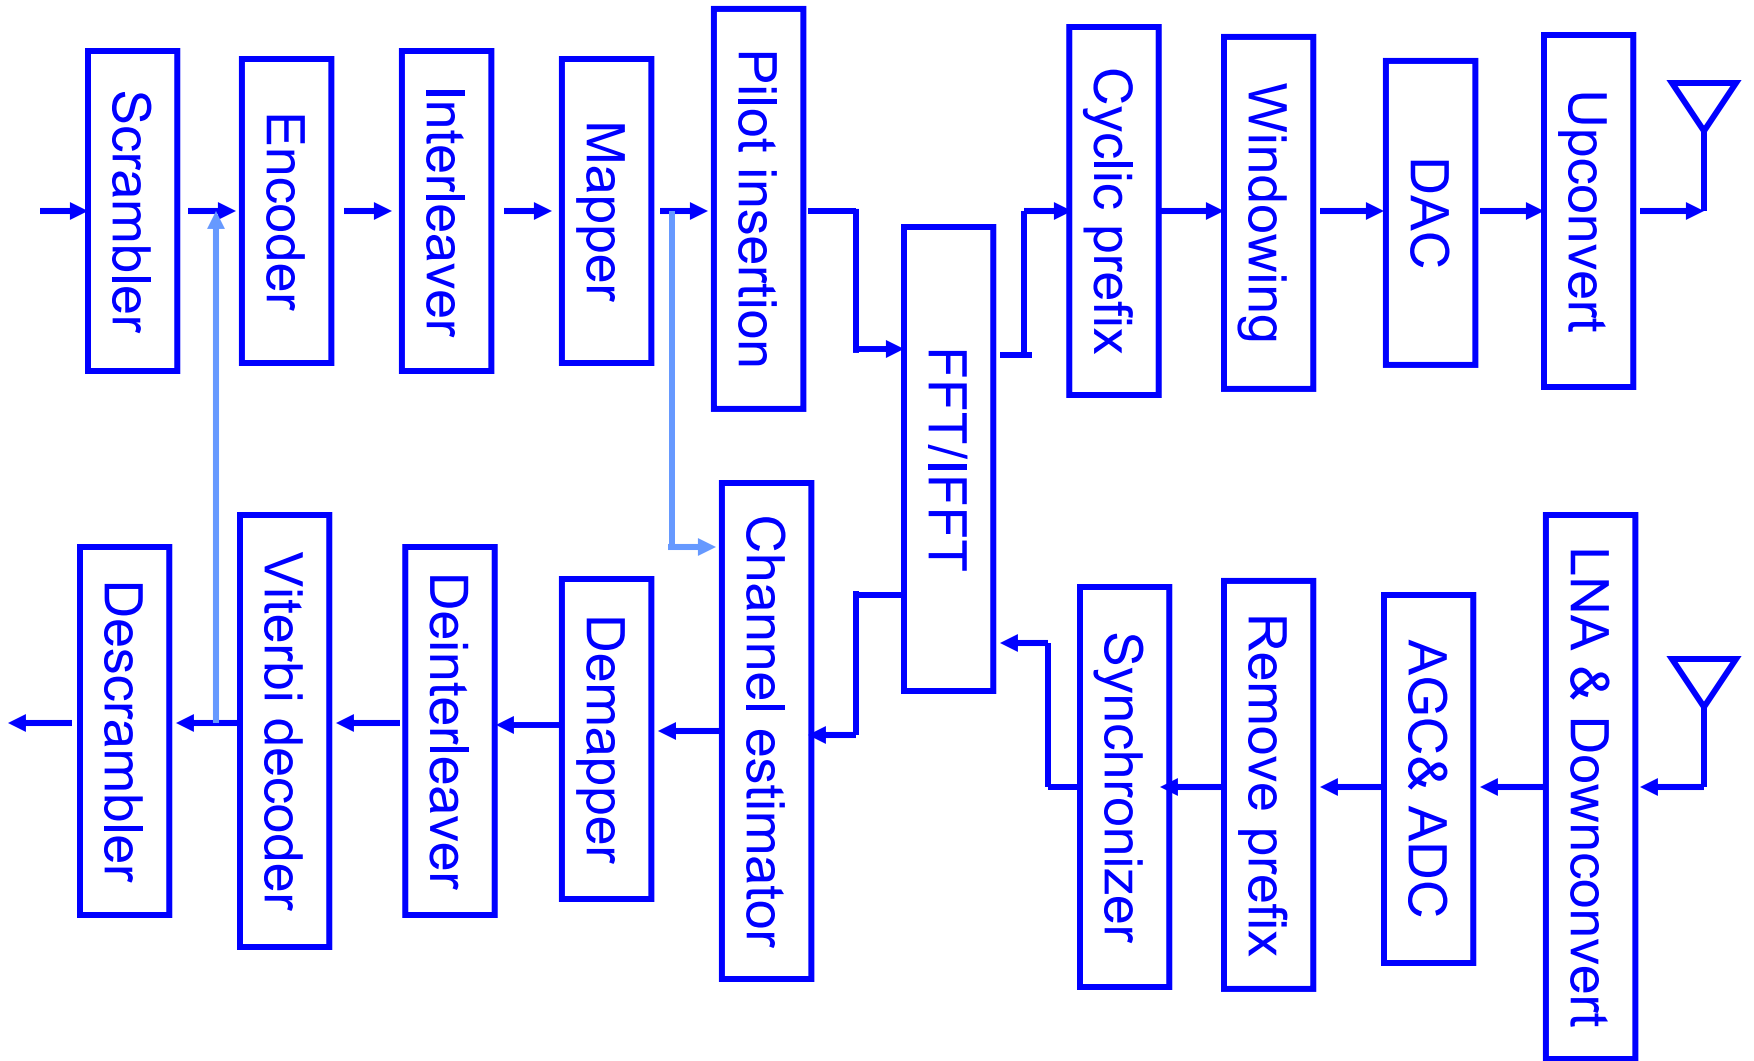 Scrambler
Encoder
Interleaver
Mapper
Pilot insertion
FFT/IFFT
Cyclic prefix
Windowing
DAC
Upconvert
LNA & Downconvert
AGC& ADC
Remove prefix
Synchronizer
Channel estimator
Demapper
Deinterleaver
Viterbi decoder
Descrambler